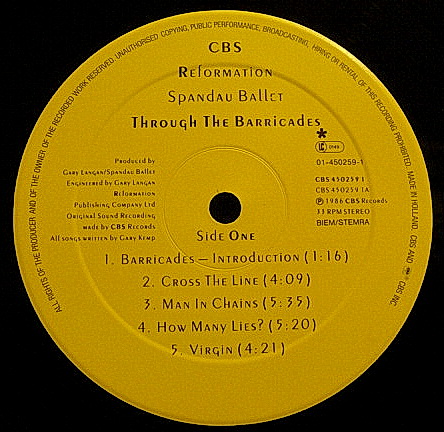 CBS
Reformation
Spandau Ballet
Through The Barricades
*
LC 0149
01-450259-1
Produced by
Gary Langan/Spandau Ballet
Engineered by Gary Langan
Reformation
Publishing Company Ltd
Original Sound Recording
made by CBS Records
All songs written by Gary Kemp
CBS 450259 1
CBS 450259 1A
℗ 1986 CBS Records
33 RPM STEREO
BIEM/STEMRA
Side One
1. Barricades – Introduction (1:16)
2. Cross The Line (4:09)
3. Man In Chains (5:35)
4. How Many Lies? (5:20)
5. Virgin (4:21)
ALL RIGHTS OF THE PRODUCER AND OF THE OWNER OF THE RECORDED WORK RESERVED. UNAUTHORISED COPYING, PUBLIC PERFORMANCE, BROADCASTING, HIRING OR RENTAL OF THIS RECORDING PROHIBITED. MADE IN HOLLAND. CBS AND ® CBS INC.